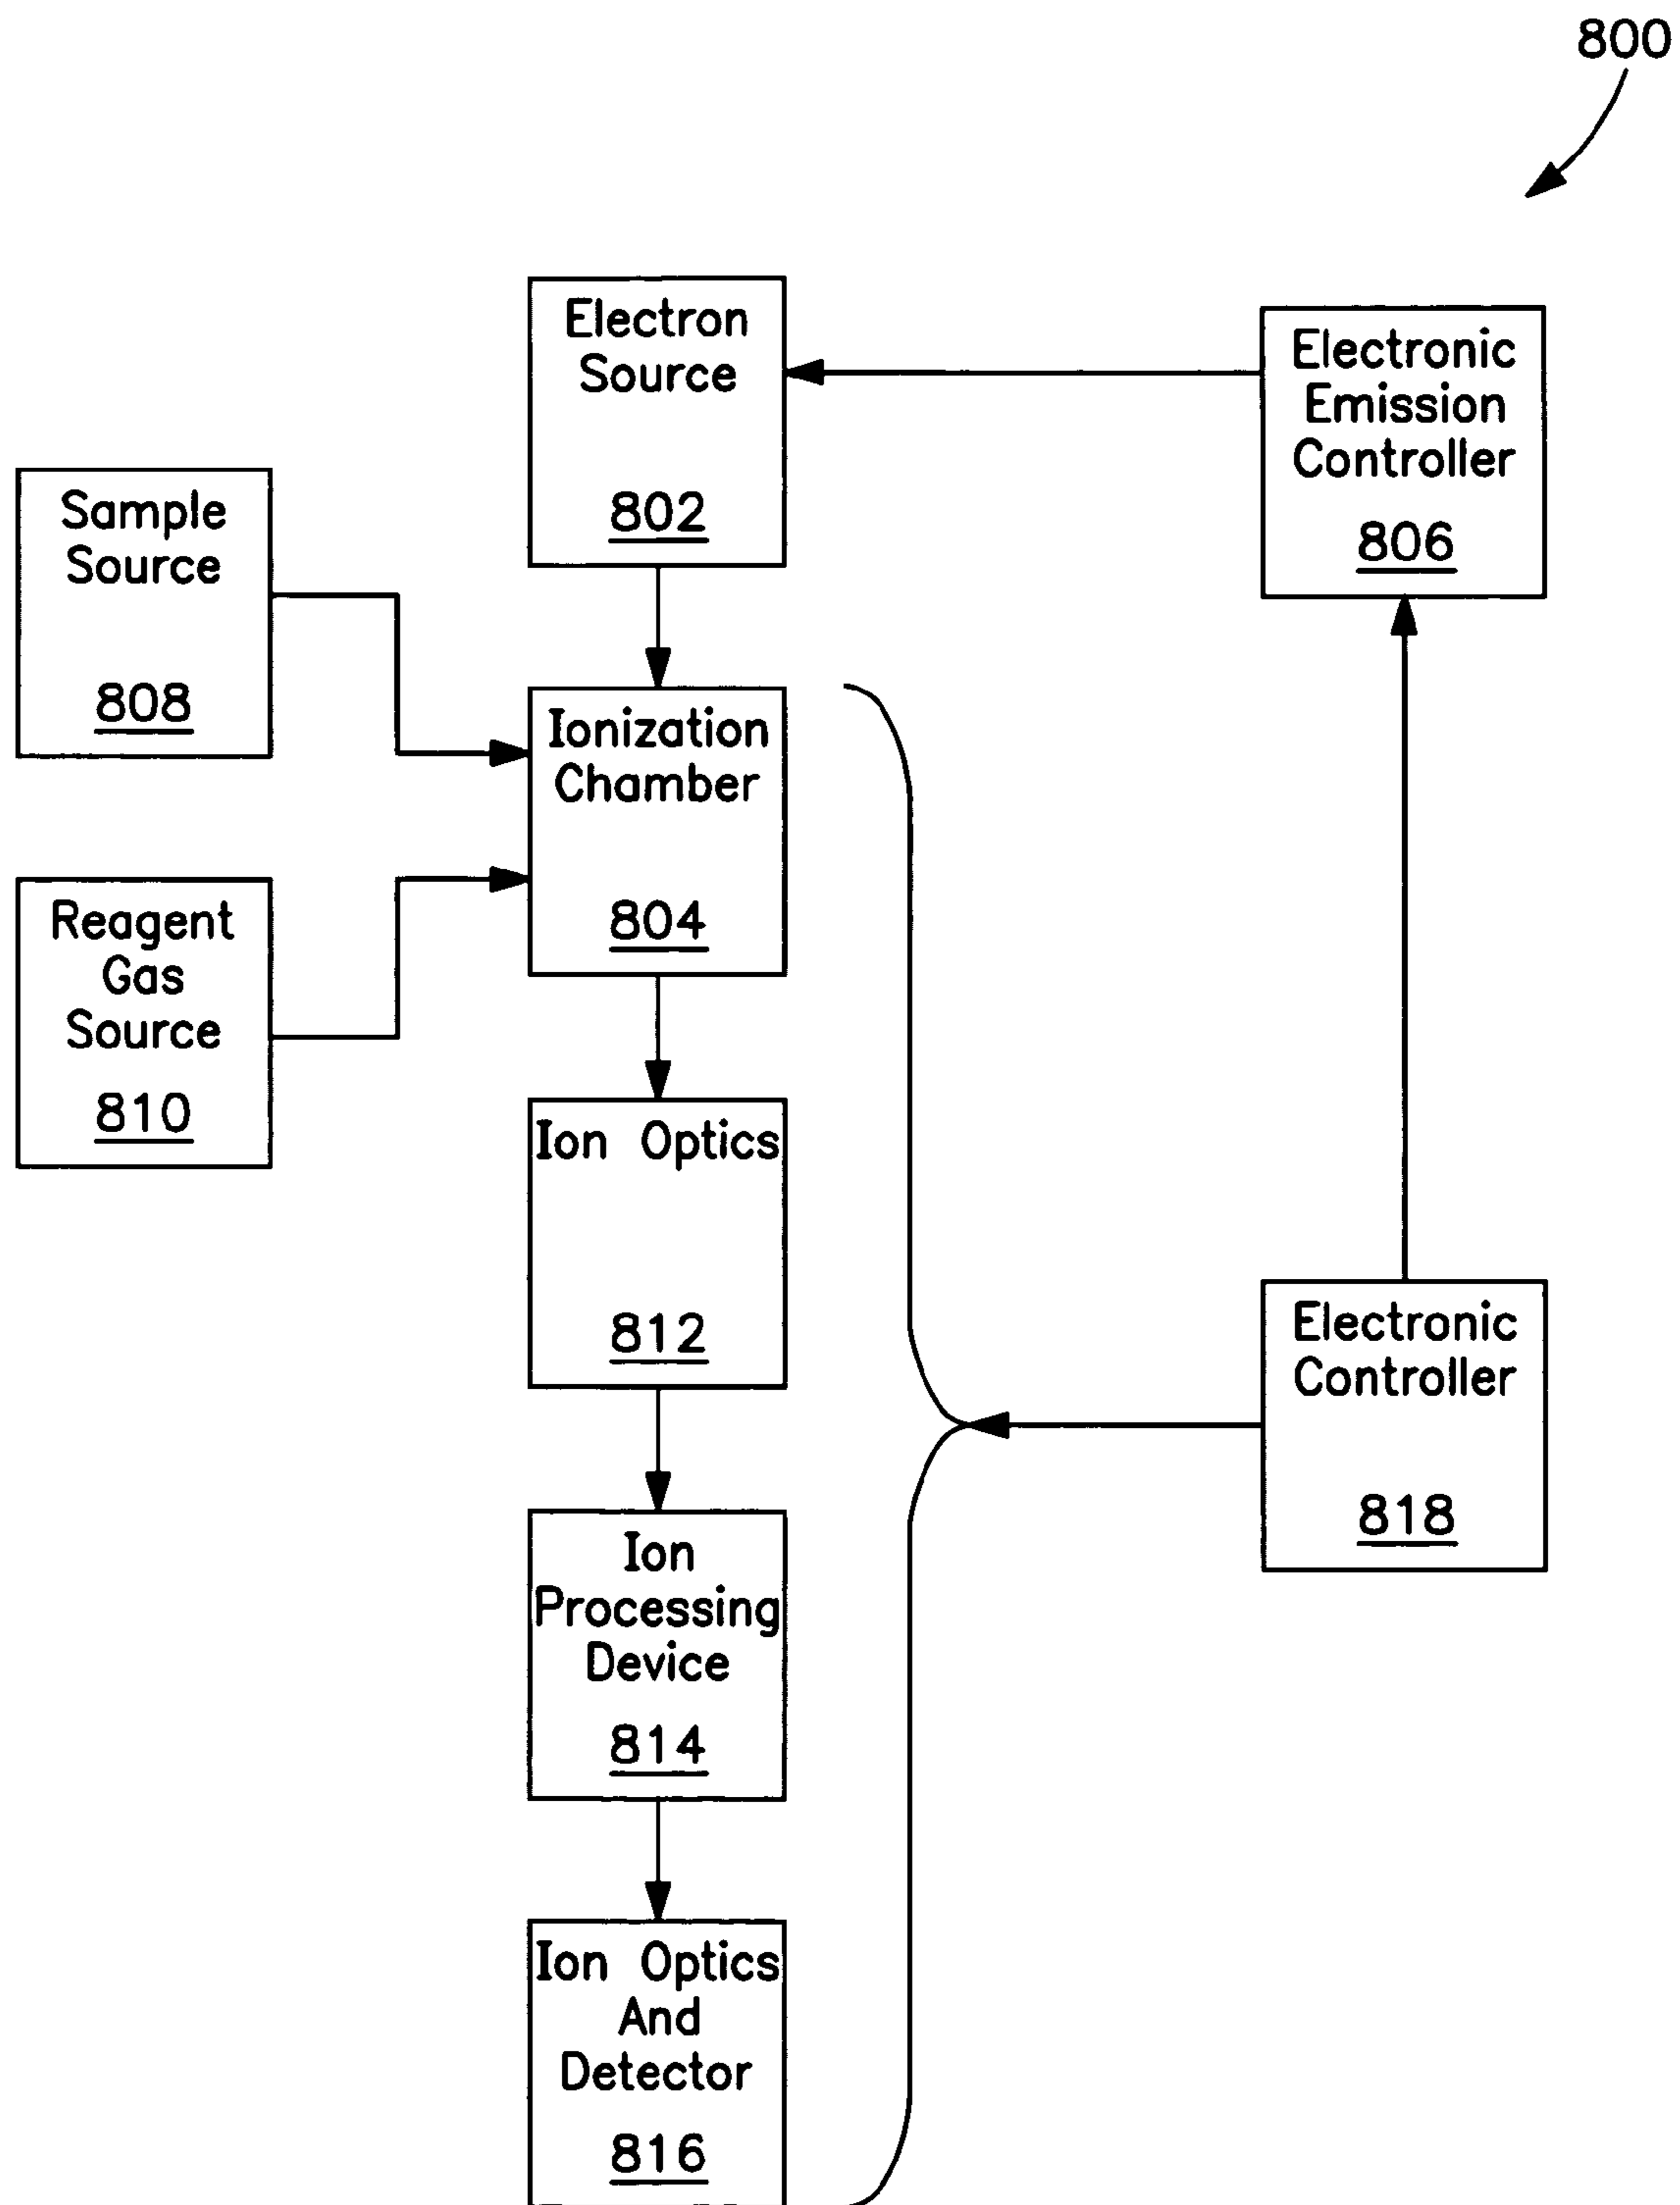 800
Electron
Source
802
Electronic
Emission
Controller
806
Sample
Source
808
Ionization
Chamber
804
Reagent
Gas
Source
810
Ion Optics
812
Electronic
Controller
818
Ion
Processing
Device
814
Ion Optics
And
Detector
816